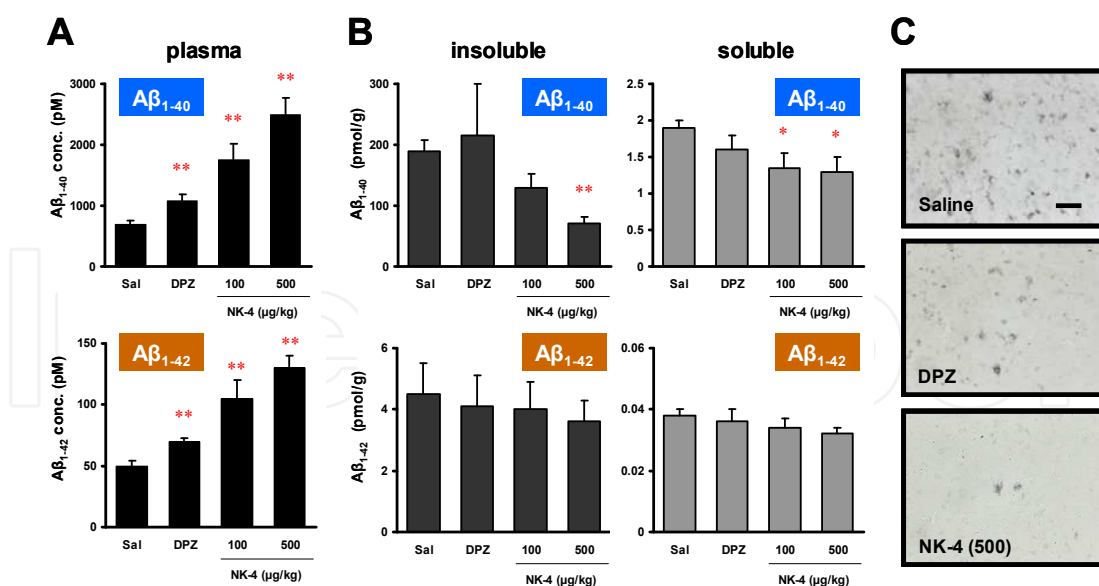 A
B
C
plasma
insoluble
soluble
Aβ1-40
Aβ1-40 conc. (pM)
3000
2000
1000
0
**
**
**
Sal DPZ 100 500
NK-4 (μg/kg)
Aβ1-40
Aβ1-40 (pmol/g)
300
200
100
0
**
Sal DPZ 100 500
NK-4 (μg/kg)
Aβ1-40
2.5
2
1.5
1
0.5
0
*
*
Sal DPZ 100 500
NK-4 (μg/kg)
Aβ1-42
Aβ1-42 conc. (pM)
150
100
50
0
**
**
**
Sal DPZ 100 500
NK-4 (μg/kg)
Aβ1-42
Aβ1-42 (pmol/g)
6
4
2
0
Sal DPZ 100 500
NK-4 (μg/kg)
Aβ1-42
0.06
0.04
0.02
0
Sal DPZ 100 500
NK-4 (μg/kg)
Saline
DPZ
NK-4 (500)